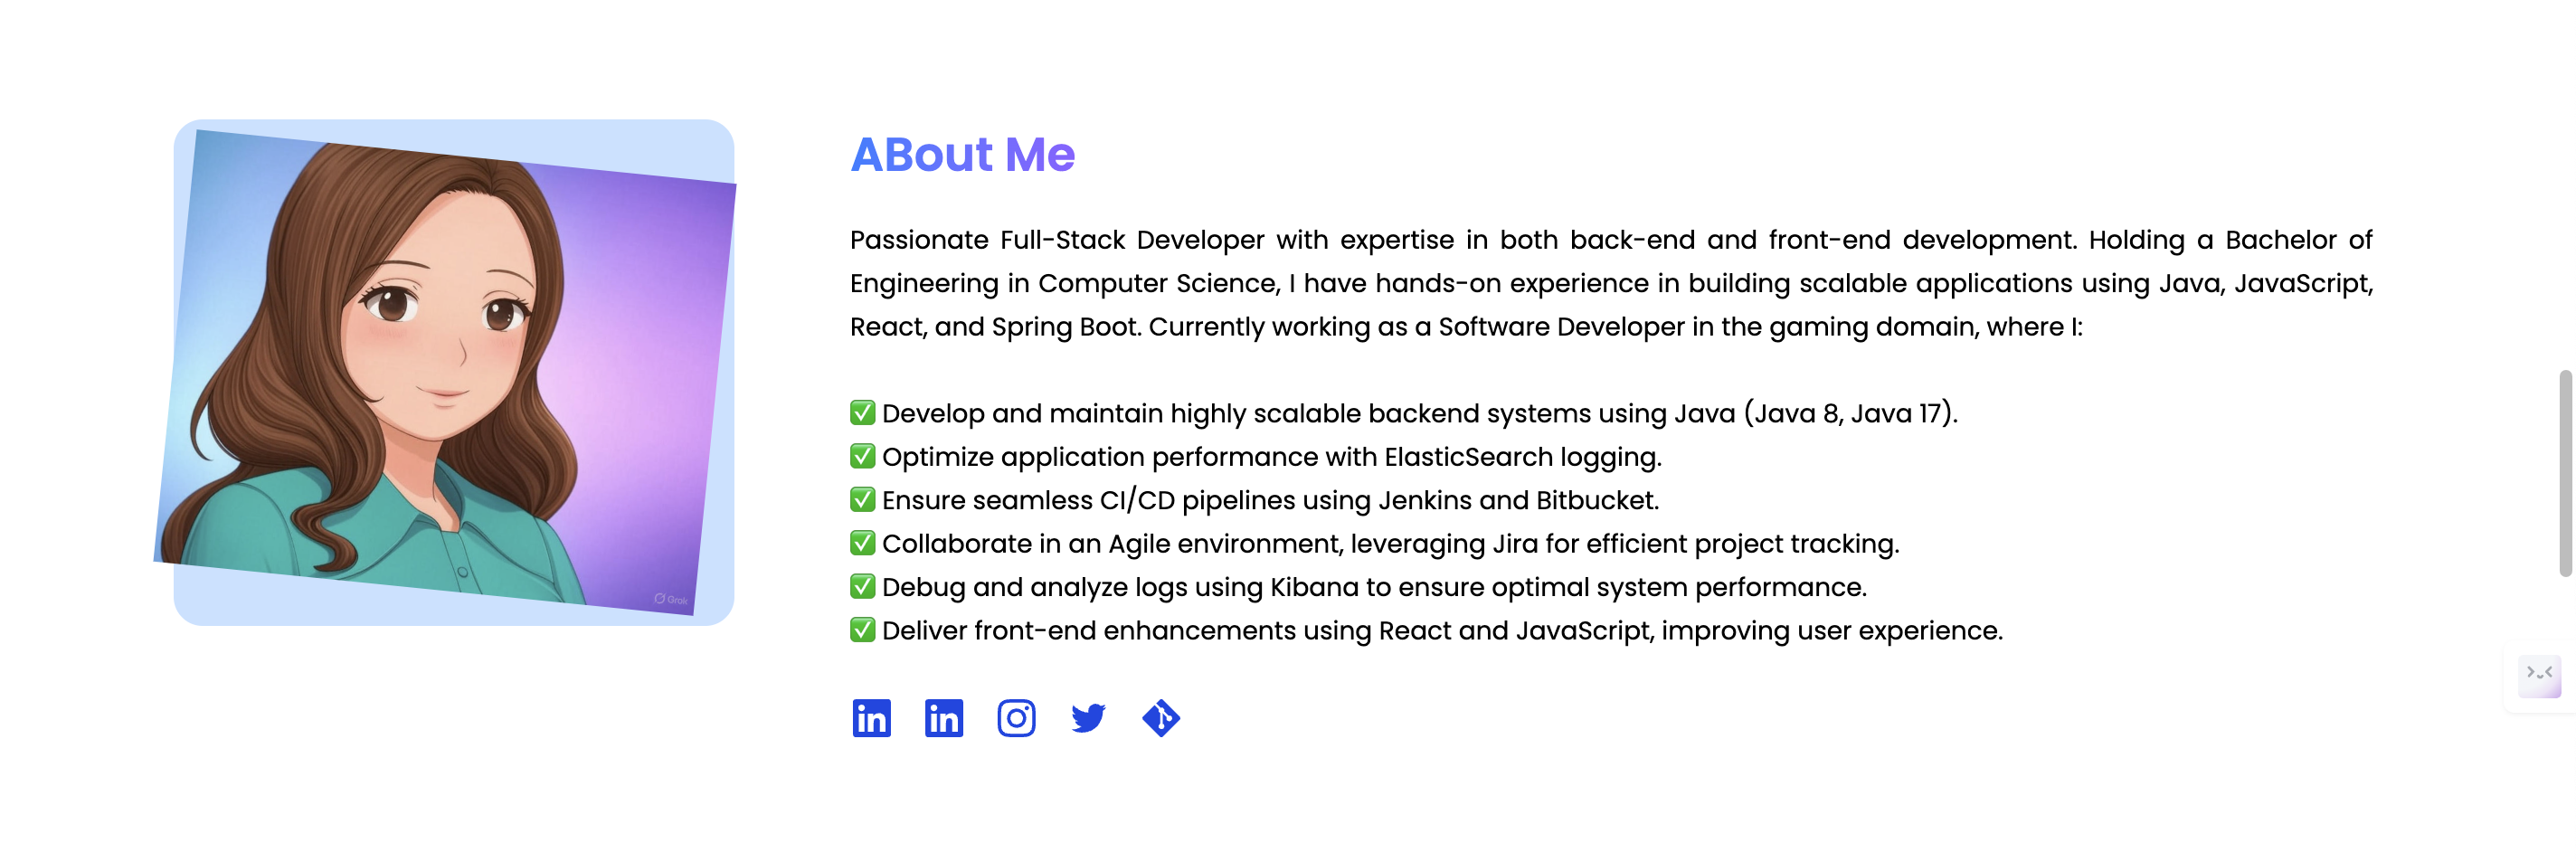 ABout Me
Passionate Full-Stack Developer with expertise in both back-end and front-end development. Holding a Bachelor of
Engineering in Computer Science, I have hands-on experience in building scalable applications using Java, JavaScript,
React, and Spring Boot. Currently working as a Software Developer in the gaming domain, where I:
✅ Develop and maintain highly scalable backend systems using Java (Java 8, Java 17).
✅ Optimize application performance with ElasticSearch logging.
✅ Ensure seamless CI/CD pipelines using Jenkins and Bitbucket.
✅ Collaborate in an Agile environment, leveraging Jira for efficient project tracking.
✅ Debug and analyze logs using Kibana to ensure optimal system performance.
✅ Deliver front-end enhancements using React and JavaScript, improving user experience.
Grok
in in